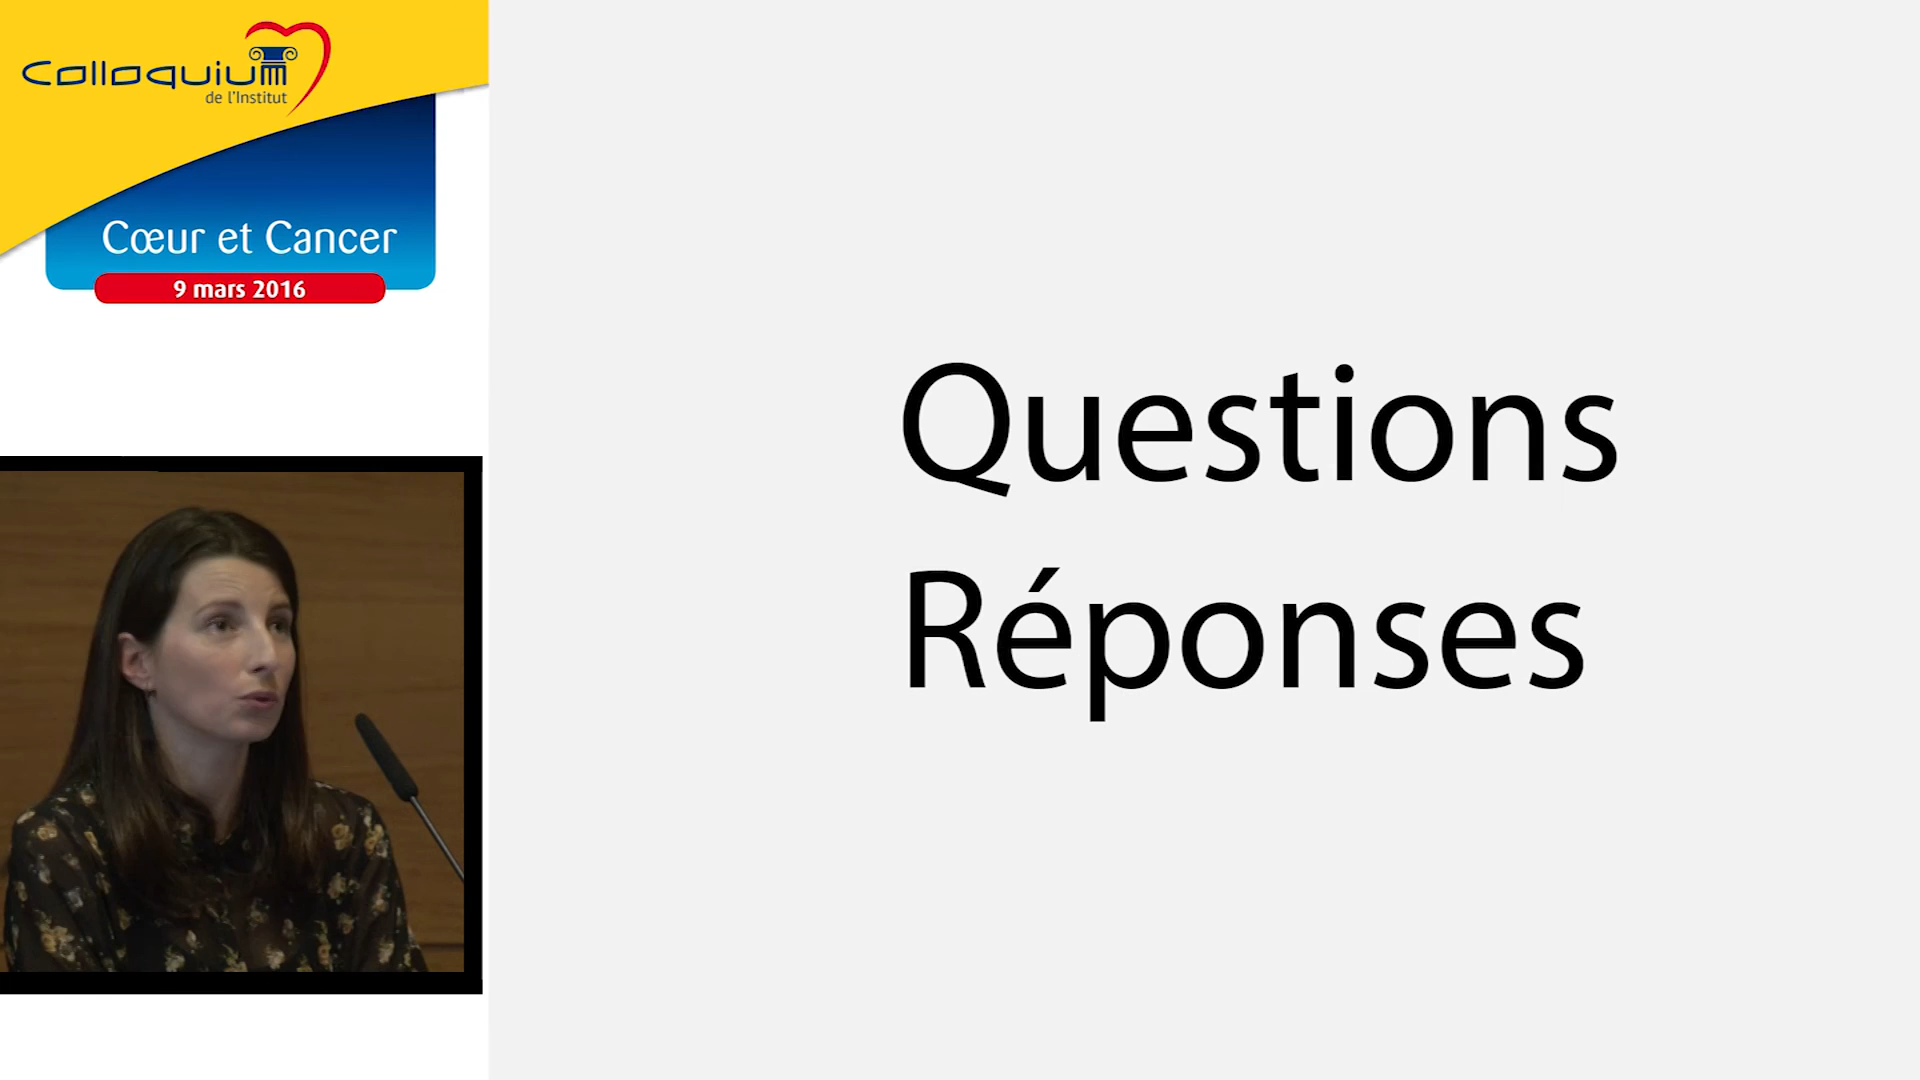 Colloquium
de l'Institut
Cœur et Cancer
9 mars 2016
Questions
Réponses